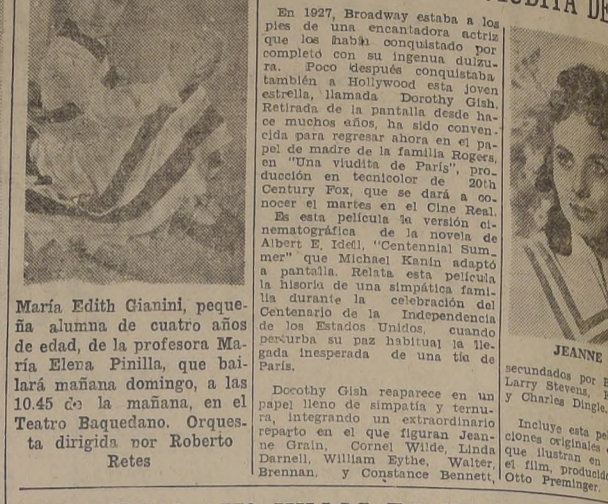 María Edith Gianini, peque-
ña alumna de cuatro años
de edad, de la profesora Ma-
ría Elena Pinilla, que bai-
lará mañana domingo, a las
10.45 de la mañana, en el
Teatro Baquedano. Orques-
ta dirigida por Roberto
Retes
En 1927, Broadway estaba a los
pies de una encantadora actriz
que los había conquistado por
completo con su ingenua dulzu-
ra. Poco después conquistaba
también a Hollywood esta joven
estrella, llamada Dorothy Gish.
Retirada de la pantalla desde ha-
ce muchos años, ha sido conven-
cida para regresar ahora en el pa-
pel de madre de la familia Rogers,
en "Una viudita de París", pro-
ducción en tecnicolor de 20th
Century Fox, que se dará a co-
nocer el martes en el Cine Real.
Es esta película la versión ci-
nematográfica de la novela de
Albert E. Idell, "Centennial Sum-
mer" que Michael Kanin adaptó
a pantalla. Relata esta película
la hisoria de una simpática fami-
lia durante la celebración del
Centenario de la Independencia
de los Estados Unidos, cuando
perturba su paz habitual la lle-
gada inesperada de una tía de
París.
Dorothy Gish reaparece en un
papel lleno de simpatía y ternu-
ra, integrando un extraordinario
reparto en el que figuran Jean-
ne Grain, Cornel Wilde, Linda
Darnell, William Eythe, Walter,
Brennan, y Constance Bennett,
JEANNE
secundados por
Larry Stevens,
y Charles Dingle,
Incluye esta
ciones originales
que ilustran en
el film, produci
Otto Preminger.